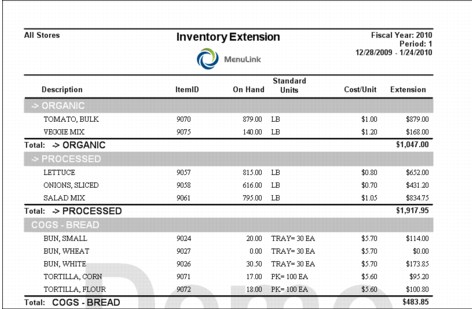 All Stores Inventory Extension Fiscal Year: 2010
Period: 1
12/28/2009 - 1/24/2010
MenuLink
Description ItemID On Hand Standard Units Cost/Unit Extension
-> ORGANIC
TOMATO, BULK 9070 879.00 LB $1.00 $879.00
VEGGIE MIX 9075 140.00 LB $1.20 $168.00
Total: -> ORGANIC $1,047.00
-> PROCESSED
LETTUCE 9057 815.00 LB $0.80 $652.00
ONIONS, SLICED 9058 616.00 LB $0.70 $431.20
SALAD MIX 9061 795.00 LB $1.05 $834.75
Total: -> PROCESSED $1,917.95
COGS - BREAD
BUN, SMALL 9024 20.00 TRAY= 30 EA $5.70 $114.00
BUN, WHEAT 9027 0.00 TRAY= 30 EA $5.70 $0.00
BUN, WHITE 9026 30.50 TRAY= 30 EA $5.70 $173.85
TORTILLA, CORN 9071 17.00 PK= 100 EA $5.60 $95.20
TORTILLA, FLOUR 9072 18.00 PK= 100 EA $5.60 $100.80
Total: COGS - BREAD $483.85
Demo